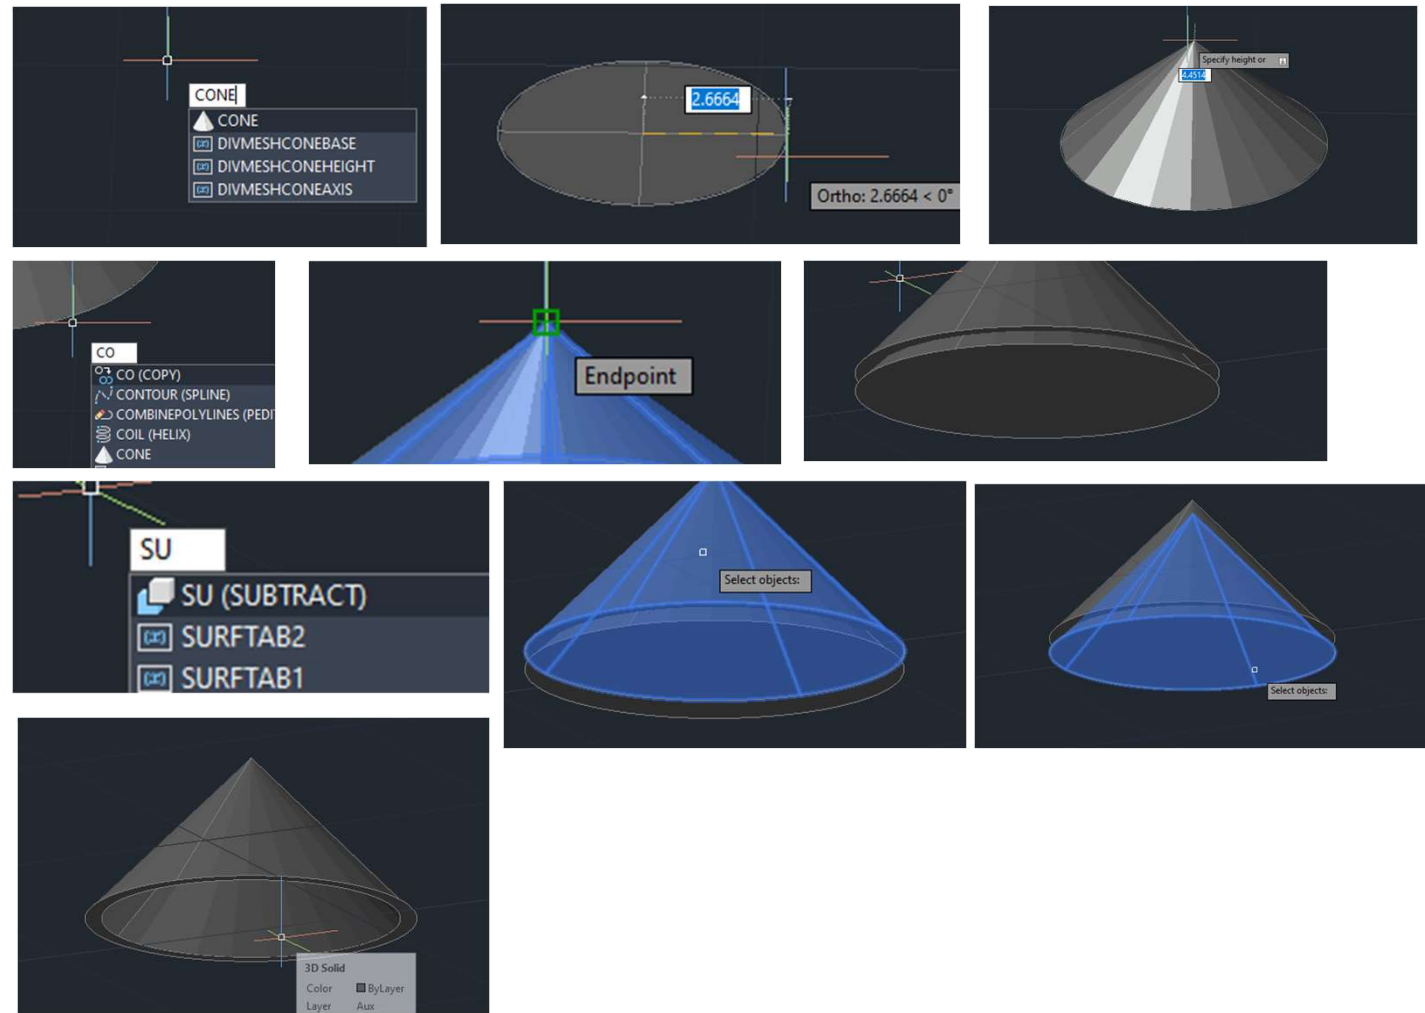 CONE
CONE
DIVMESHCONEBASE
DIVMESHCONEHEIGHT
DIVMESHCONEAXIS
2.6664
Ortho: 2.6664 < 0°
Specify height or
4.4514
CO
CO (COPY)
CONTOUR (SPLINE)
COMBINEPOLYLINES (PEDI
COIL (HELIX)
CONE
Endpoint
SU
SU (SUBTRACT)
SURFTAB2
SURFTAB1
Select objects:
Select objects:
3D Solid
Color ByLayer
Layer Aux